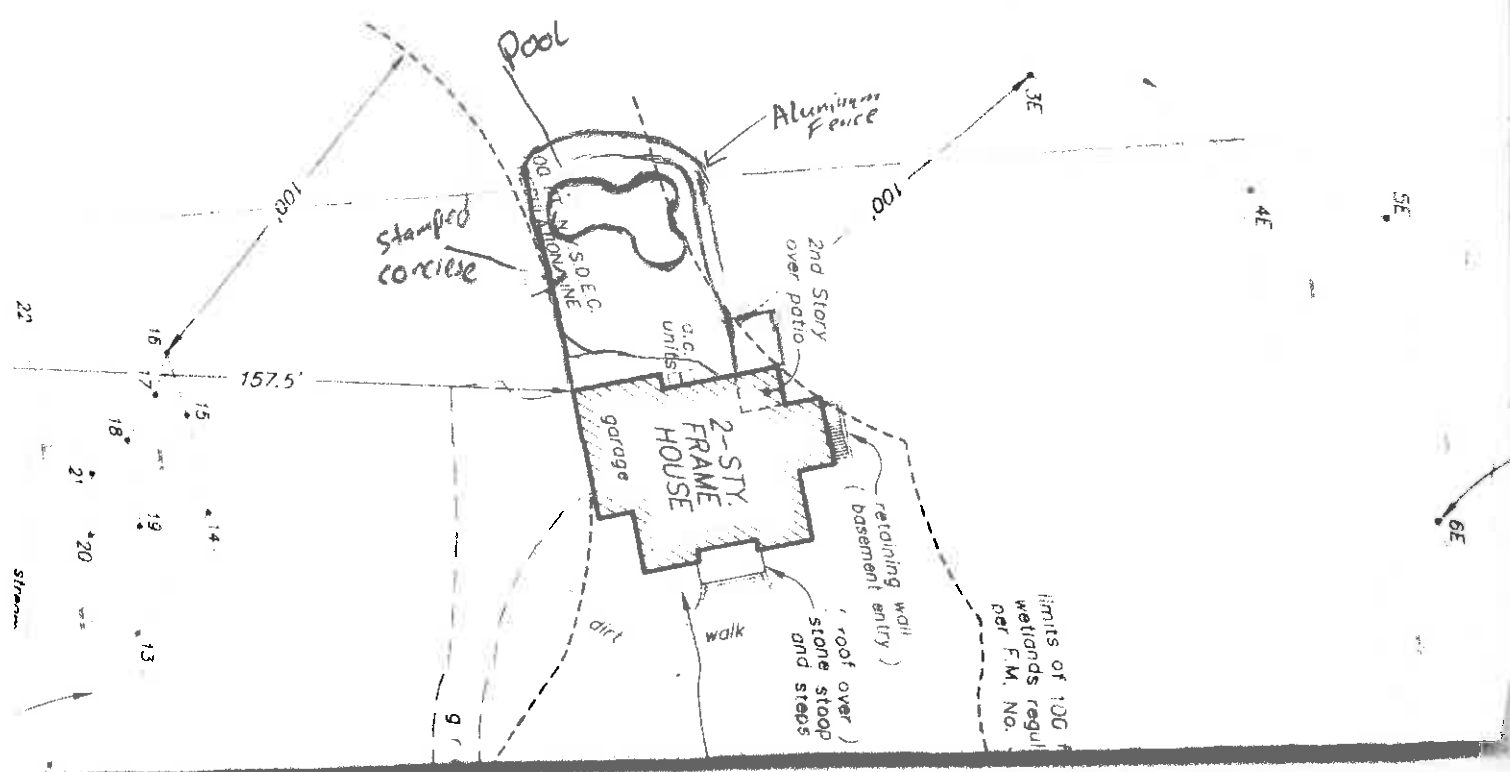 Pool
Aluminum
Fence
3E
100'
100'
4E
5E
Stamped
concrese
N.Y.S.D.E.C.
2nd Story
over patio
a.c.
units
22
16
17
157.5'
15
18
21
19
14
20
13
stream
garage
2-STY.
FRAME
HOUSE
retaining wall
( basement entry )
6E
dirt
walk
( roof over )
stone stoop
and steps
limits of 100 f
wetlands regul
per F.M. No.
g